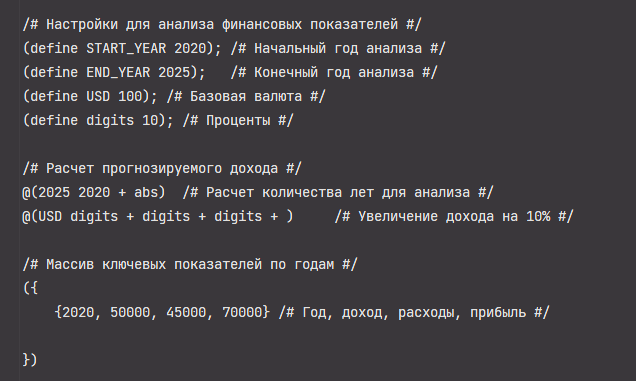 /# Настройки для анализа финансовых показателей #/
(define START_YEAR 2020); /# Начальный год анализа #/
(define END_YEAR 2025);   /# Конечный год анализа #/
(define USD 100); /# Базовая валюта #/
(define digits 10); /# Проценты #/

/# Расчет прогнозируемого дохода #/
@(2025 2020 + abs)  /# Расчет количества лет для анализа #/
@(USD digits + digits + digits + )     /# Увеличение дохода на 10% #/

/# Массив ключевых показателей по годам #/
({
    {2020, 50000, 45000, 70000} /# Год, доход, расходы, прибыль #/

})